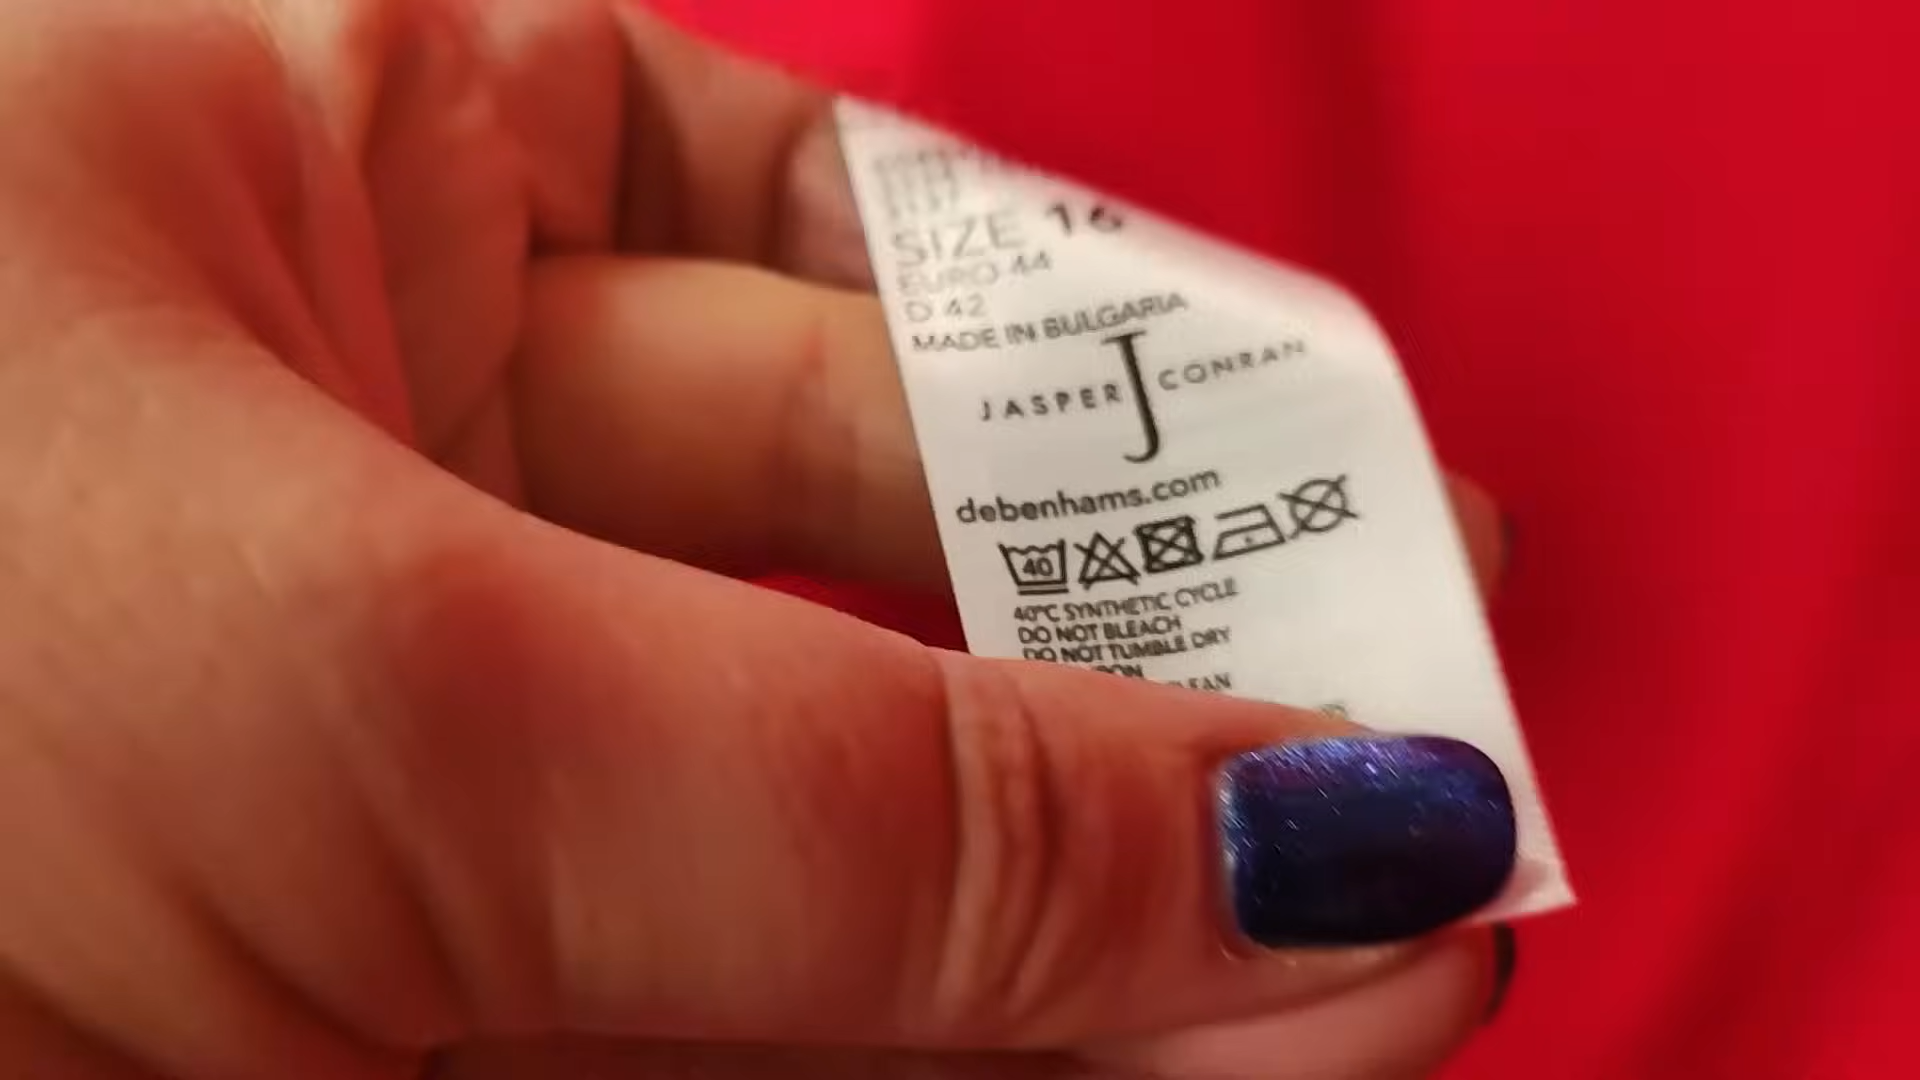 SIZE 16
EURO 44
D 42
MADE IN BULGARIA
JASPER J CONRAN
debenhams.com
40
40°C SYNTHETIC CYCLE
DO NOT BLEACH
DO NOT TUMBLE DRY